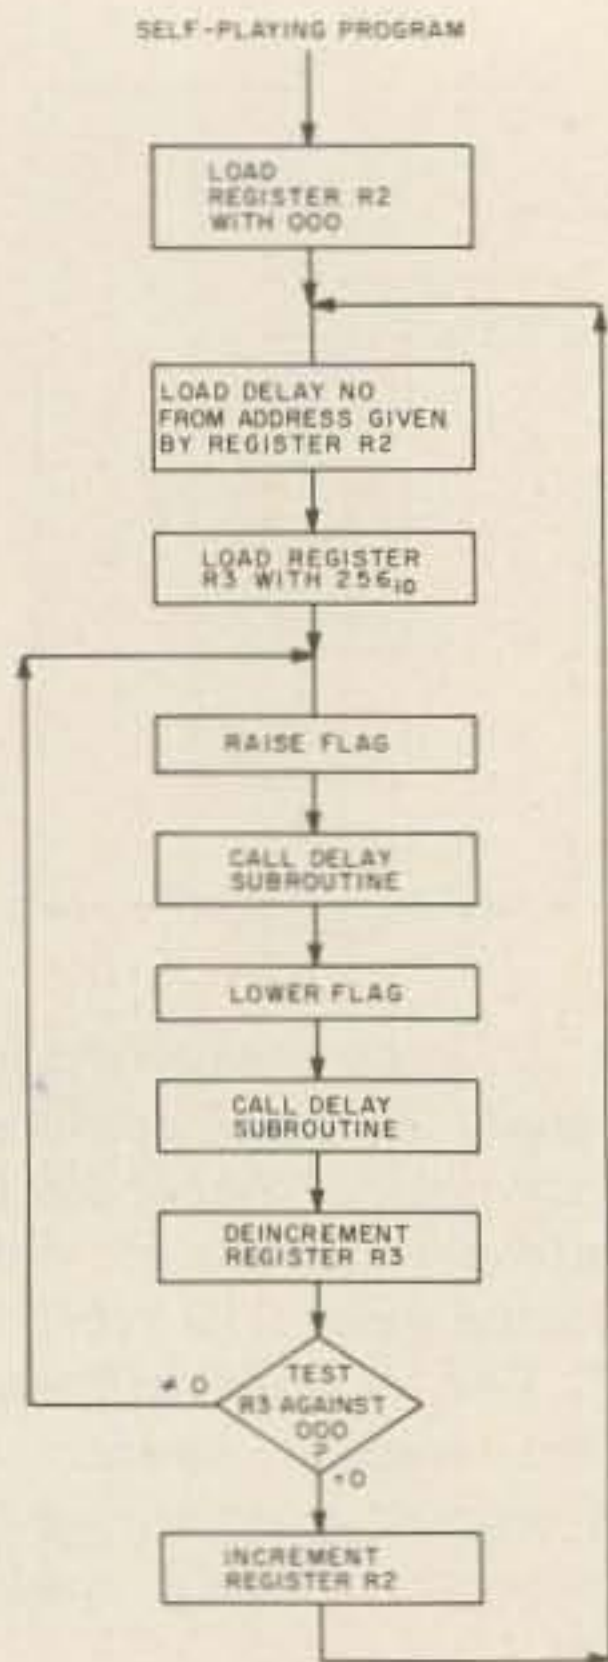 SELF-PLAYING PROGRAM
LOAD
REGISTER R2
WITH 000
LOAD DELAY NO
FROM ADDRESS GIVEN
BY REGISTER R2
LOAD REGISTER
R3 WITH 256₁₀
RAISE FLAG
CALL DELAY
SUBROUTINE
LOWER FLAG
CALL DELAY
SUBROUTINE
DEINCREMENT
REGISTER R3
TEST
R3 AGAINST
000
?
≠ 0
=0
INCREMENT
REGISTER R2